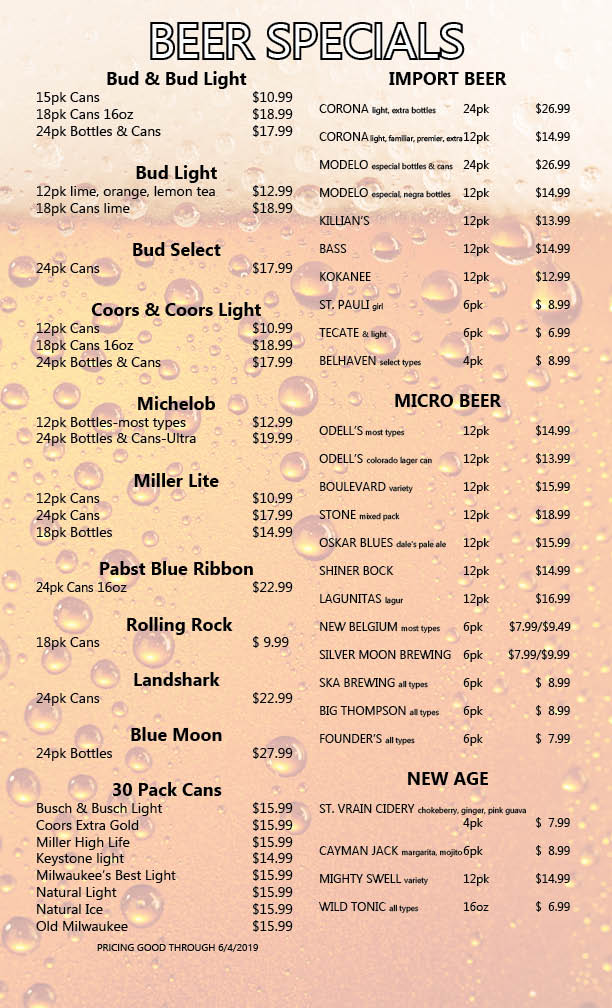 BEER SPECIALS
Bud & Bud Light
15pk Cans $10.99
18pk Cans 16oz $18.99
24pk Bottles & Cans $17.99
Bud Light
12pk lime, orange, lemon tea $12.99
18pk Cans lime $18.99
Bud Select
24pk Cans $17.99
Coors & Coors Light
12pk Cans $10.99
18pk Cans 16oz $18.99
24pk Bottles & Cans $17.99
Michelob
12pk Bottles-most types $12.99
24pk Bottles & Cans-Ultra $19.99
Miller Lite
12pk Cans $10.99
24pk Cans $17.99
18pk Bottles $14.99
Pabst Blue Ribbon
24pk Cans 16oz $22.99
Rolling Rock
18pk Cans $ 9.99
Landshark
24pk Cans $22.99
Blue Moon
24pk Bottles $27.99
30 Pack Cans
Busch & Busch Light $15.99
Coors Extra Gold $15.99
Miller High Life $15.99
Keystone light $14.99
Milwaukee's Best Light $15.99
Natural Light $15.99
Natural Ice $15.99
Old Milwaukee $15.99
PRICING GOOD THROUGH 6/4/2019
IMPORT BEER
CORONA light, extra bottles 24pk $26.99
CORONA light, familiar, premier, extra 12pk $14.99
MODELO especial bottles & cans 24pk $26.99
MODELO especial, negra bottles 12pk $14.99
KILLIAN'S 12pk $13.99
BASS 12pk $14.99
KOKANEE 12pk $12.99
ST. PAULI girl 6pk $ 8.99
TECATE & light 6pk $ 6.99
BELHAVEN select types 4pk $ 8.99
MICRO BEER
ODELL'S most types 12pk $14.99
ODELL'S colorado lager can 12pk $13.99
BOULEVARD variety 12pk $15.99
STONE mixed pack 12pk $18.99
OSKAR BLUES dale's pale ale 12pk $15.99
SHINER BOCK 12pk $14.99
LAGUNITAS lagur 12pk $16.99
NEW BELGIUM most types 6pk $7.99/$9.49
SILVER MOON BREWING 6pk $7.99/$9.99
SKA BREWING all types 6pk $ 8.99
BIG THOMPSON all types 6pk $ 8.99
FOUNDER'S all types 6pk $ 7.99
NEW AGE
ST. VRAIN CIDERY chokeberry, ginger, pink guava
4pk $ 7.99
CAYMAN JACK margarita, mojito 6pk $ 8.99
MIGHTY SWELL variety 12pk $14.99
WILD TONIC all types 16oz $ 6.99